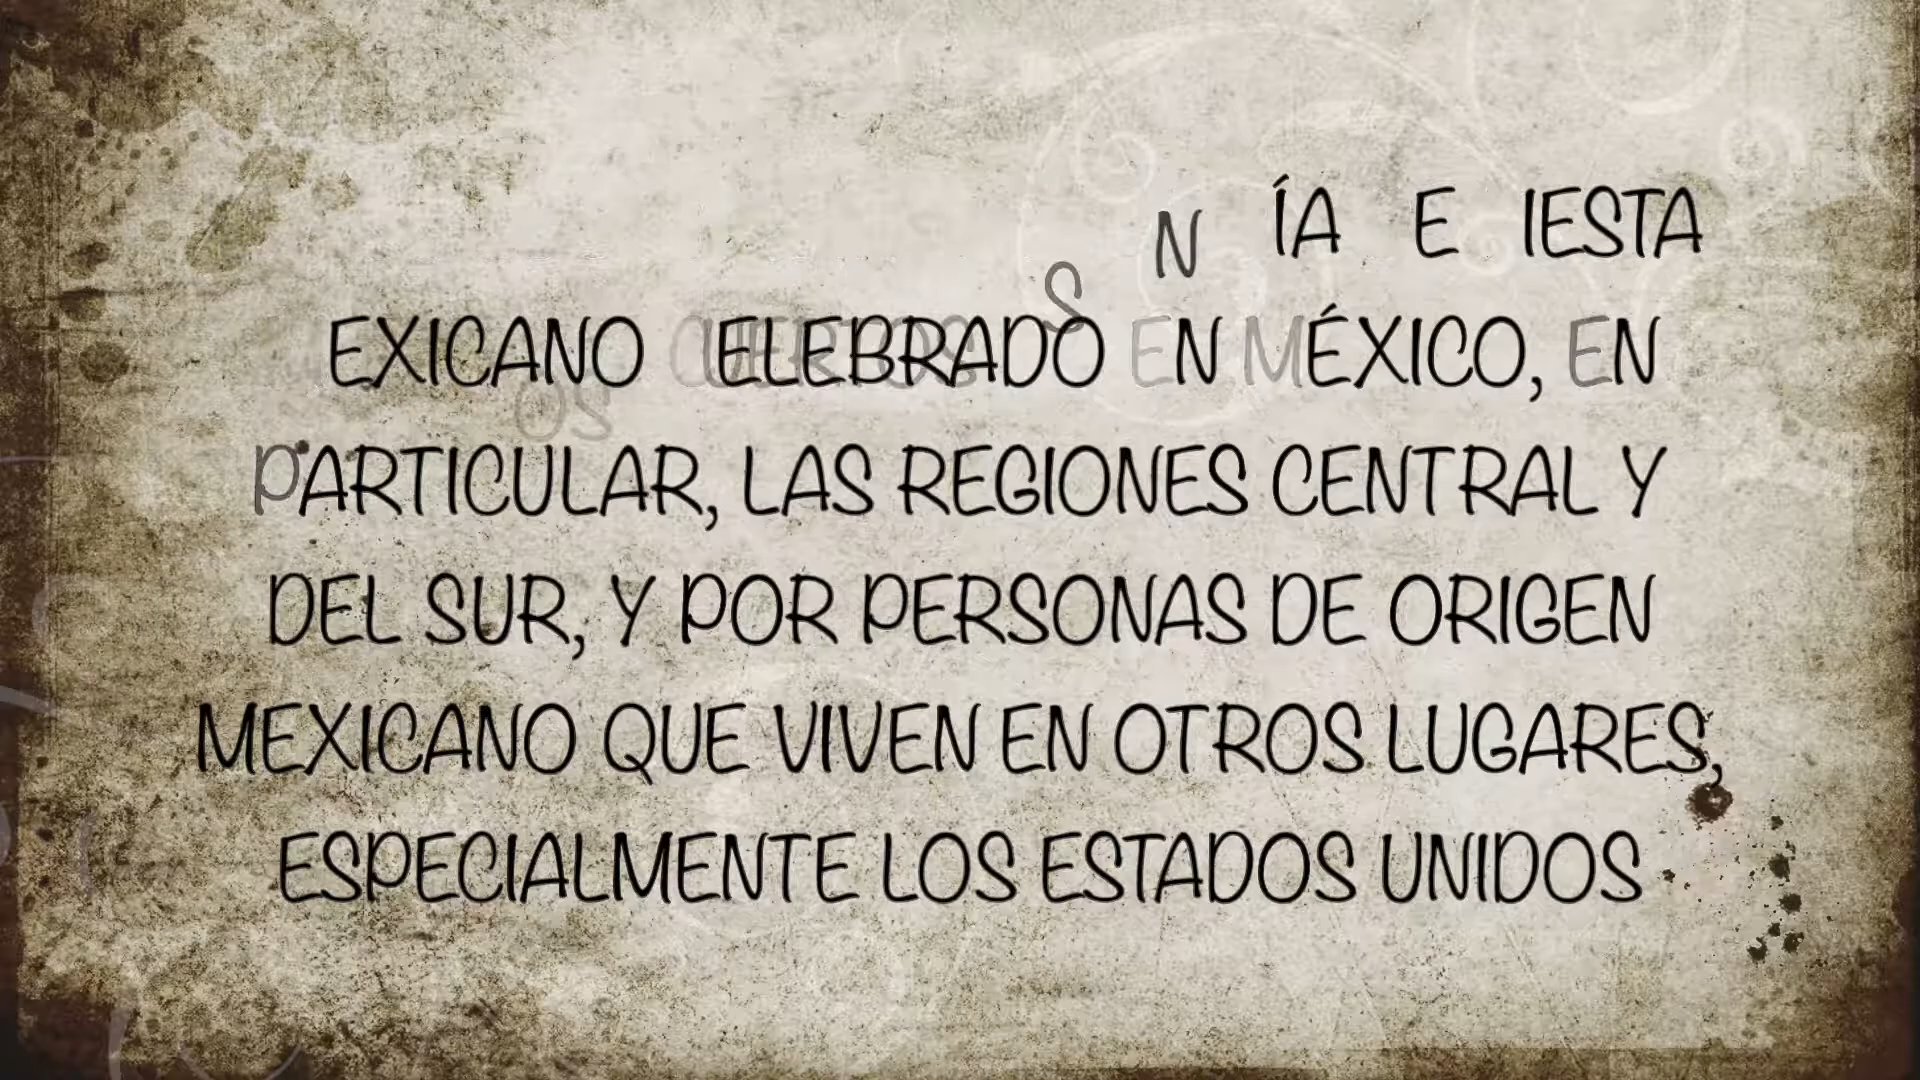 S N ÍA E IESTA
EXICANO ELEBRADO EN MÉXICO, EN
PARTICULAR, LAS REGIONES CENTRAL Y
DEL SUR, Y POR PERSONAS DE ORIGEN
MEXICANO QUE VIVEN EN OTROS LUGARES,
ESPECIALMENTE LOS ESTADOS UNIDOS